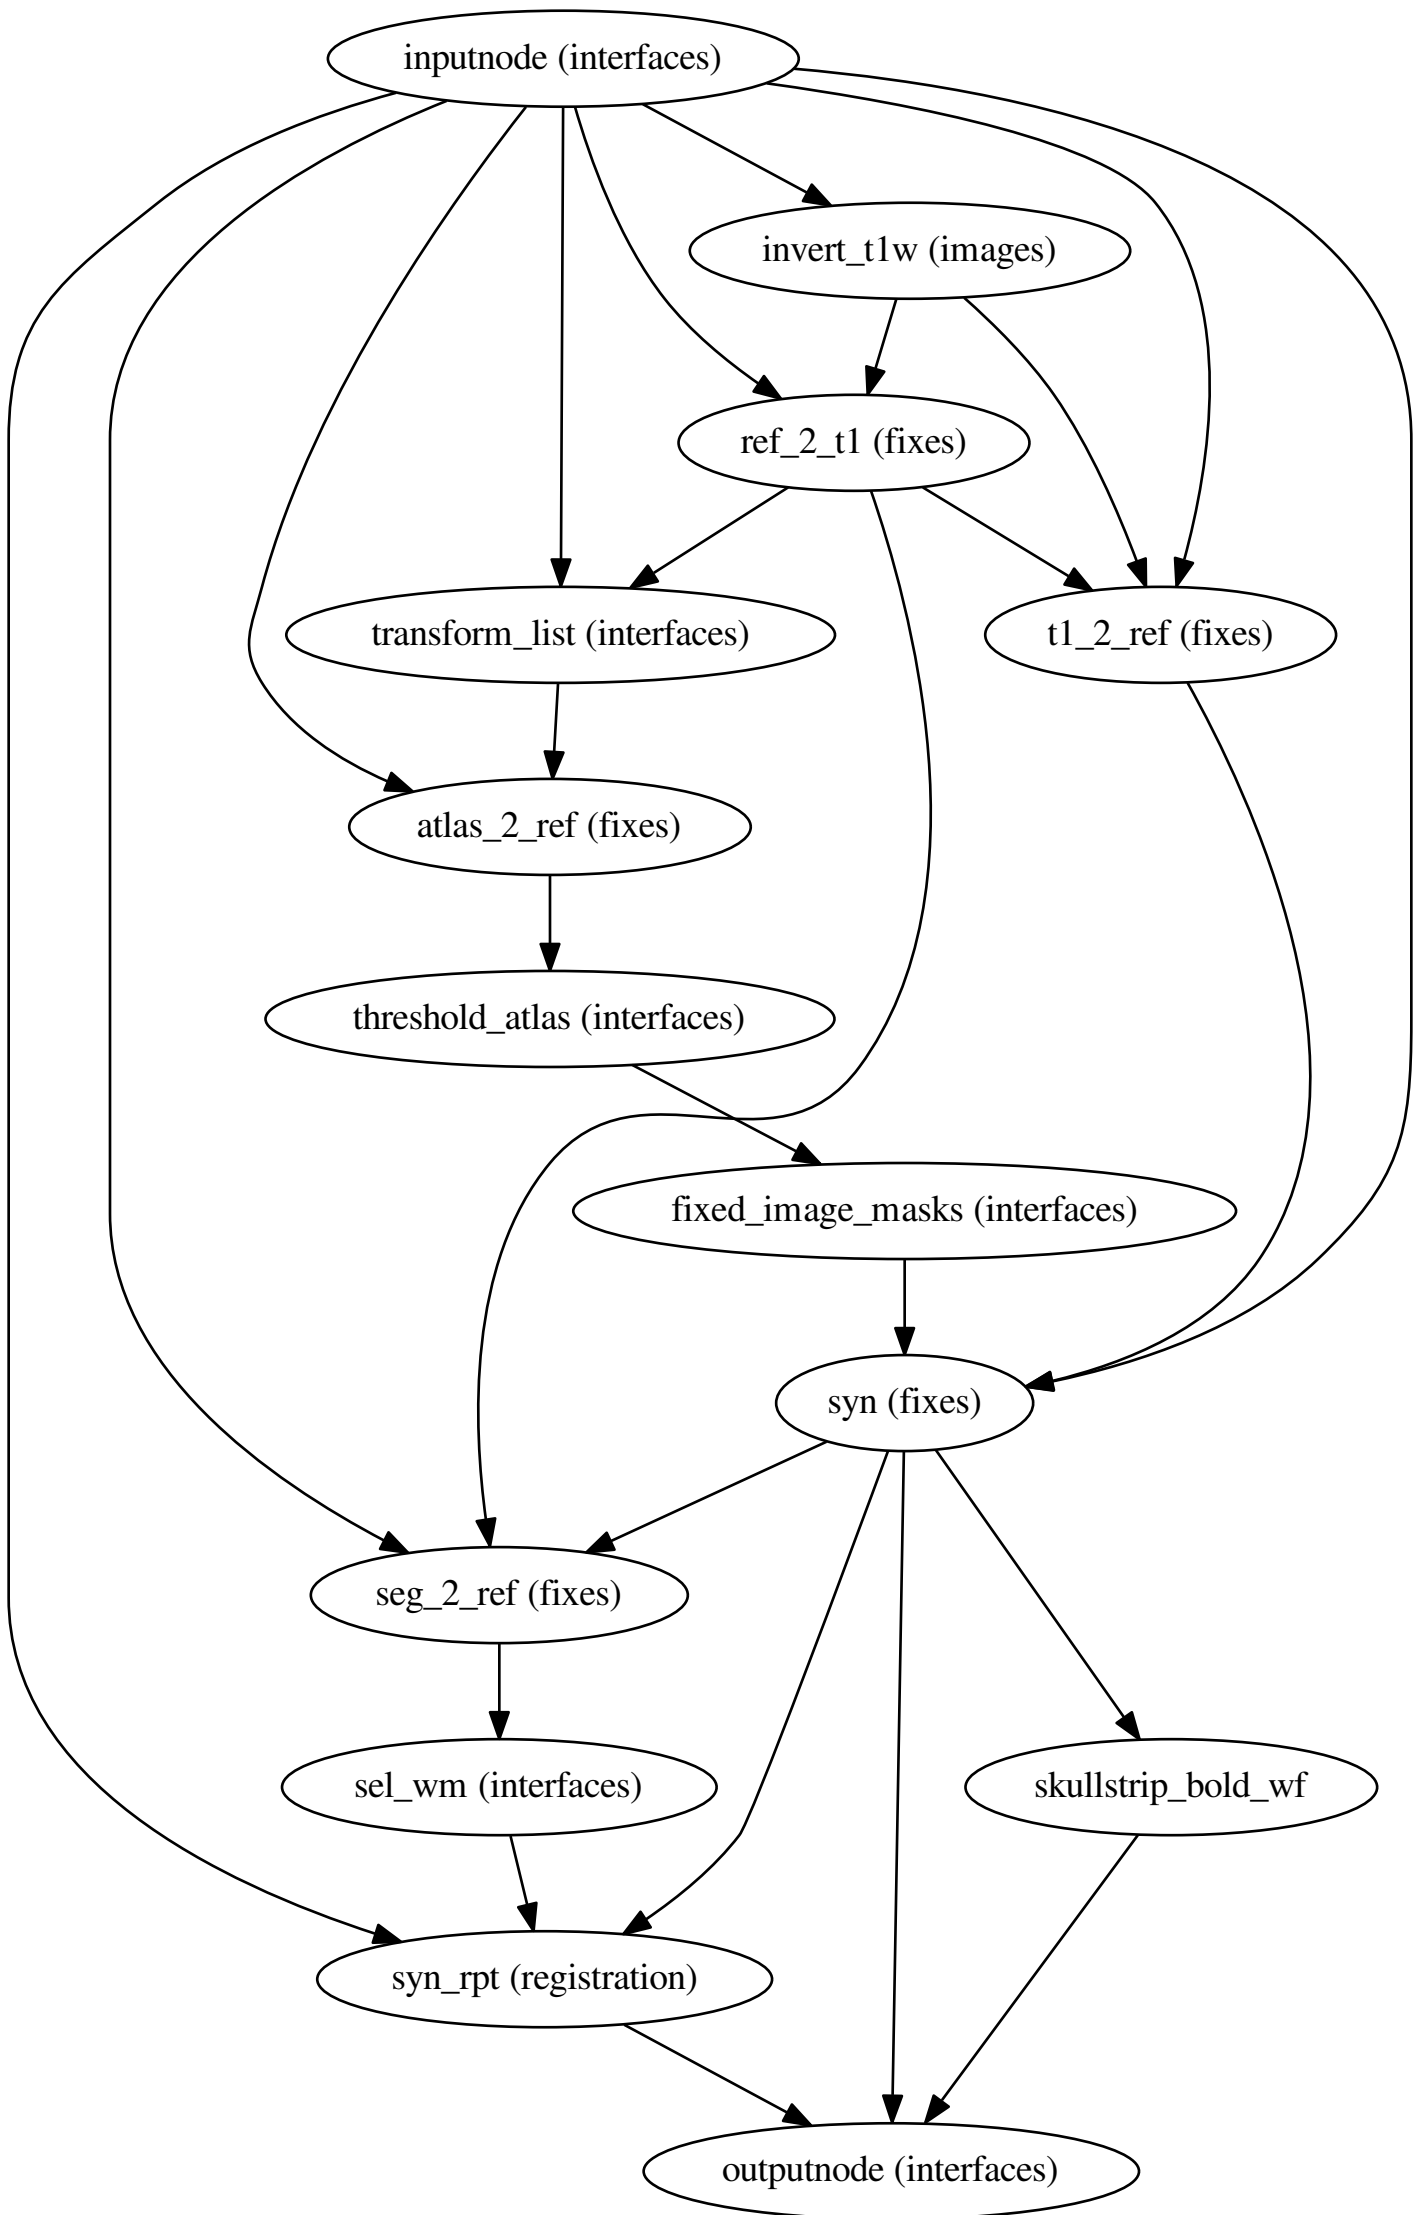 inputnode (interfaces)
invert_t1w (images)
ref_2_t1 (fixes)
transform_list (interfaces)
t1_2_ref (fixes)
atlas_2_ref (fixes)
threshold_atlas (interfaces)
fixed_image_masks (interfaces)
syn (fixes)
seg_2_ref (fixes)
sel_wm (interfaces)
skullstrip_bold_wf
syn_rpt (registration)
outputnode (interfaces)